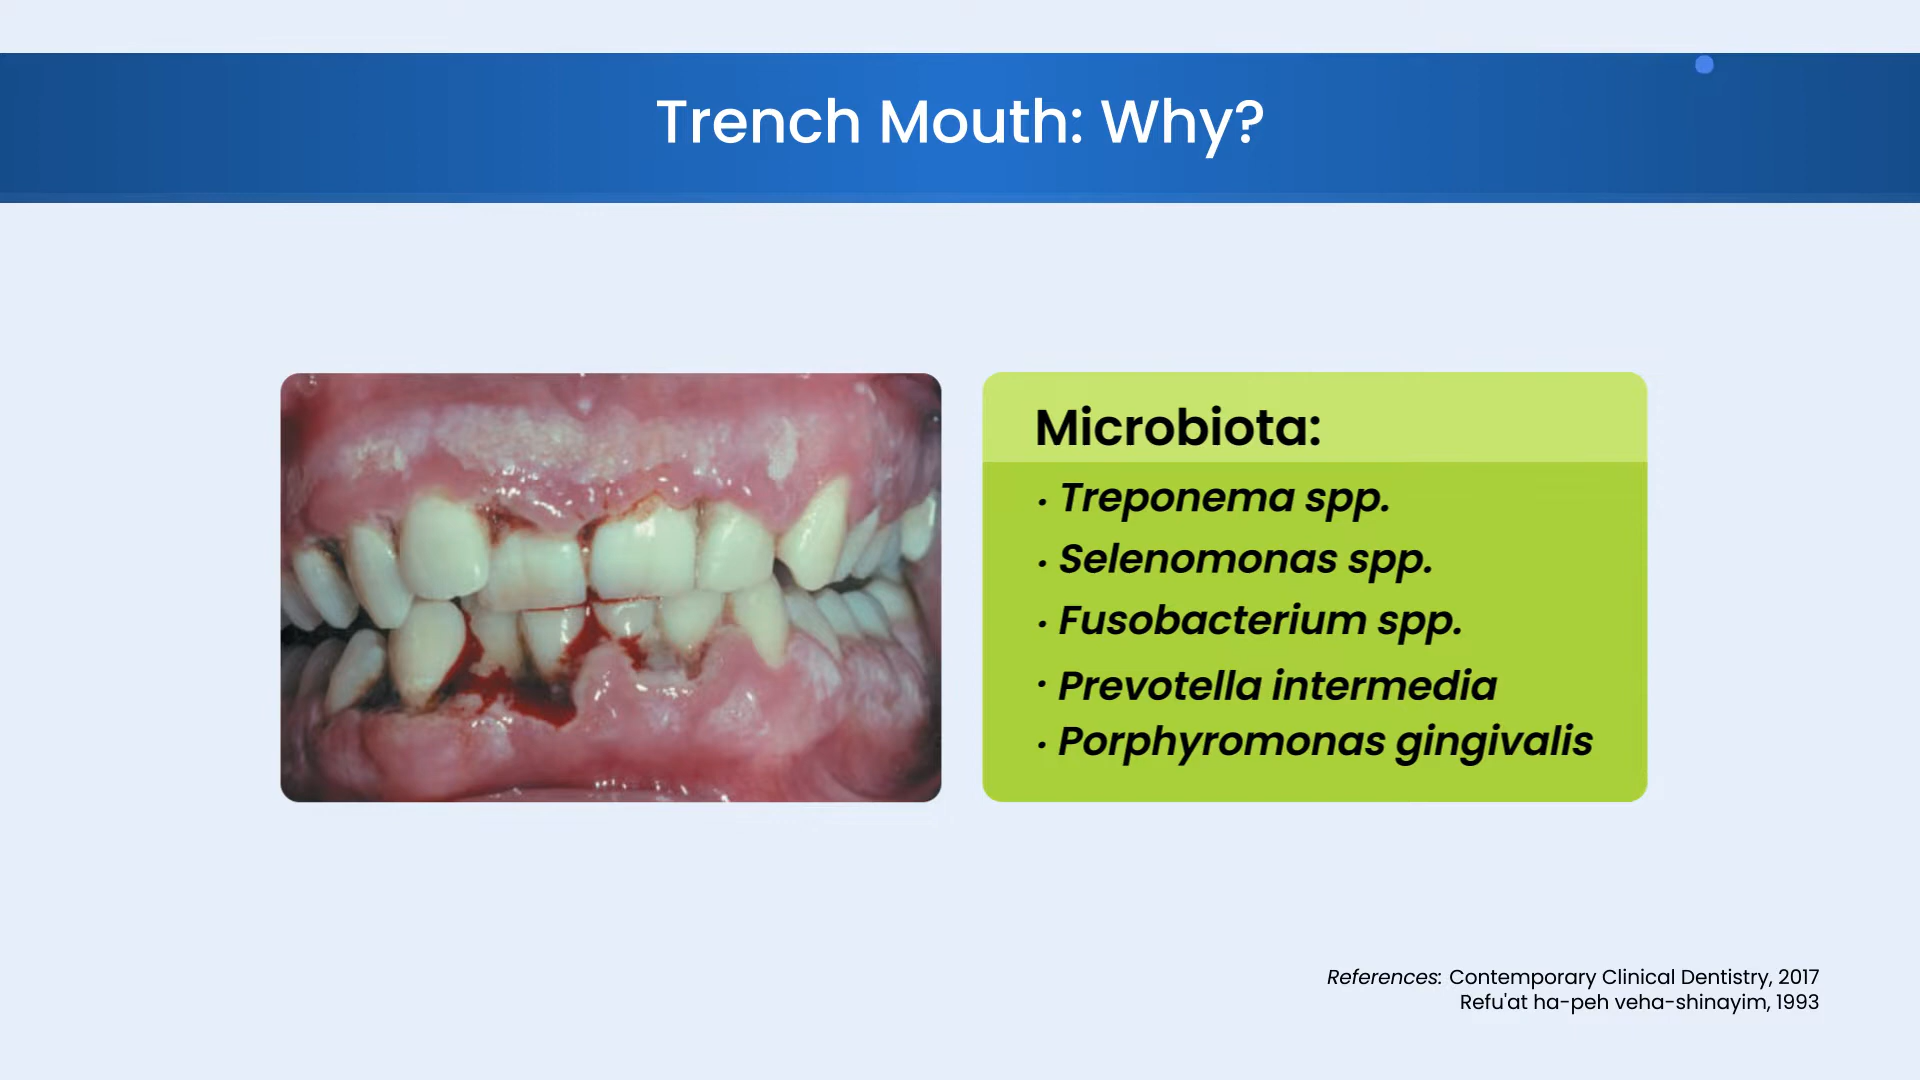 Trench Mouth: Why?
Microbiota:
· Treponema spp.
· Selenomonas spp.
· Fusobacterium spp.
· Prevotella intermedia
· Porphyromonas gingivalis
References: Contemporary Clinical Dentistry, 2017
Refu'at ha-peh veha-shinayim, 1993